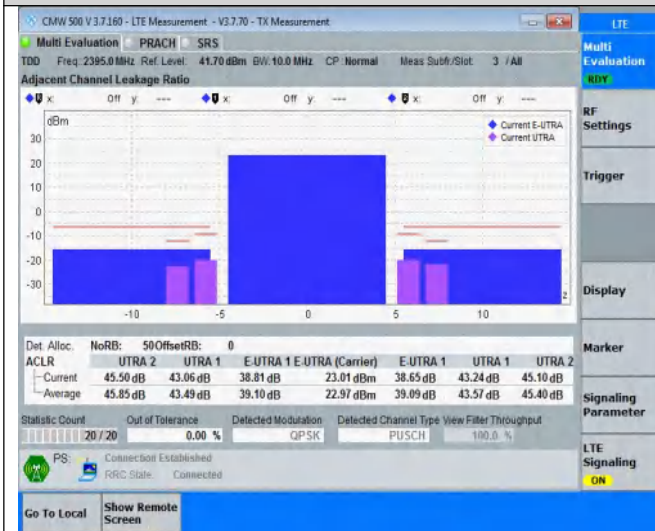 CMW 500 V 3.7.160 - LTE Measurement - V3.7.70 - TX Measurement
LTE
Multi Evaluation PRACH SRS
TDD Freq.: 2395.0 MHz Ref. Level: 41.70 dBm BW: 10.0 MHz CP: Normal Meas Subfr./Slot: 3 / All
Adjacent Channel Leakage Ratio
x: Off y: --- x: Off y: --- x: Off y: ---
dBm
Current E-UTRA
Current UTRA
30
20
10
0
-10
-20
-30
z
-10 -5 0 5 10
Det. Alloc. NoRB: 50 OffsetRB: 0
ACLR UTRA 2 UTRA 1 E-UTRA 1 E-UTRA (Carrier) E-UTRA 1 UTRA 1 UTRA 2
Current 45.50 dB 43.06 dB 38.81 dB 23.01 dBm 38.65 dB 43.24 dB 45.10 dB
Average 45.85 dB 43.49 dB 39.10 dB 22.97 dBm 39.09 dB 43.57 dB 45.40 dB
Statistic Count Out of Tolerance Detected Modulation Detected Channel Type View Filter Throughput
20 / 20 0.00 % QPSK PUSCH 100.0 %
PS: Connection Established
RRC State: Connected
Multi
Evaluation
RDY
RF
Settings
Trigger
Display
Marker
Signaling
Parameter
LTE
Signaling
ON
Go To Local
Show Remote
Screen